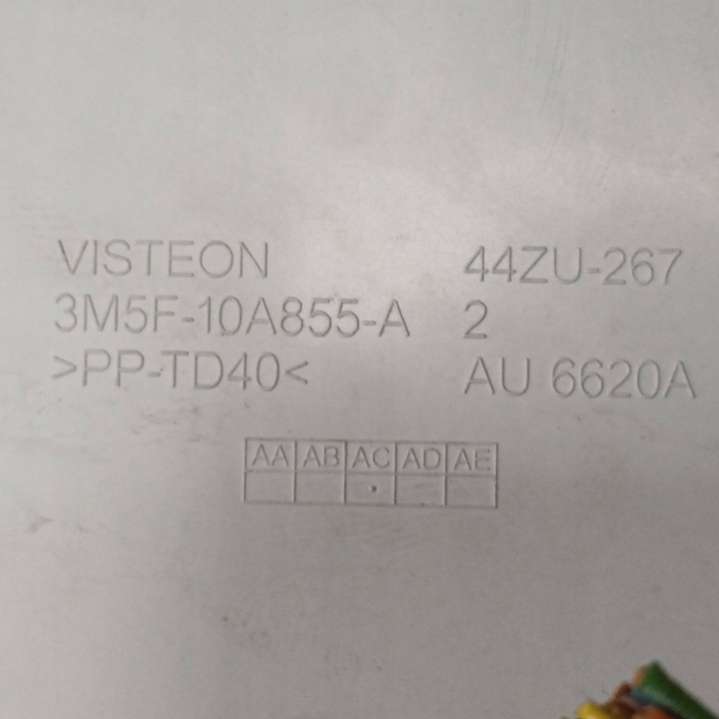 VISTEON 44ZU-267
3M5F-10A855-A 2
>PP-TD40< AU 6620A
AA AB AC AD AE